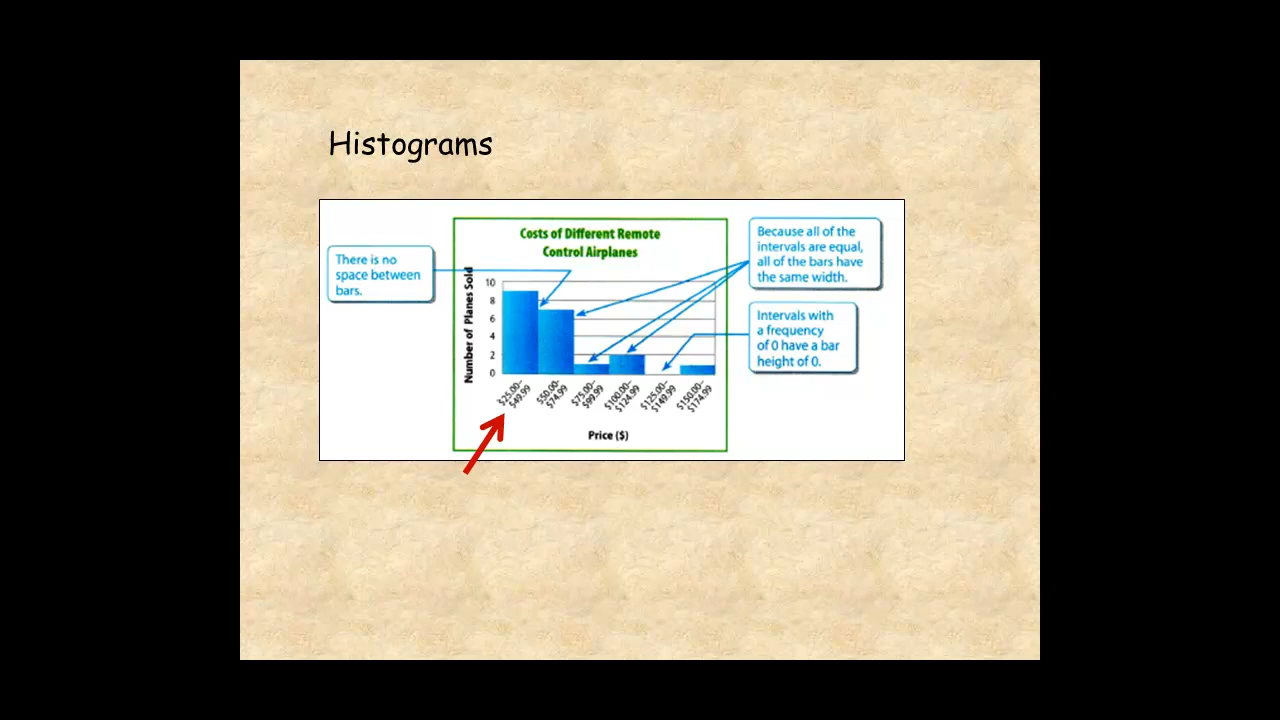 Histograms
There is no
space between
bars.
Costs of Different Remote
Control Airplanes
Number of Planes Sold
10
8
6
4
2
0
$25.00–
$49.99
$50.00–
$74.99
$75.00–
$99.99
$100.00–
$124.99
$125.00–
$149.99
$150.00–
$174.99
Price ($)
Because all of the
intervals are equal,
all of the bars have
the same width.
Intervals with
a frequency
of 0 have a bar
height of 0.